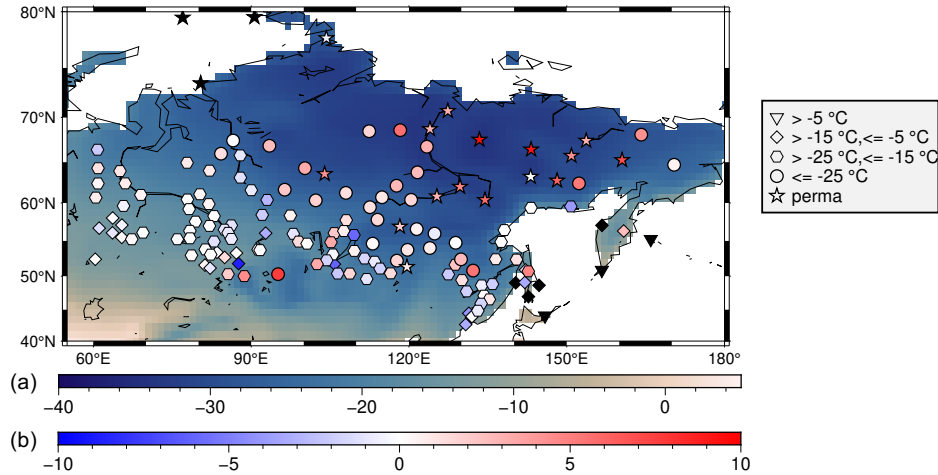 80°N
70°N
60°N
50°N
40°N
60°E 90°E 120°E 150°E 180°
> -5 °C
> -15 °C,<= -5 °C
> -25 °C,<= -15 °C
<= -25 °C
perma
(a)
−40 −30 −20 −10 0
(b)
−10 −5 0 5 10